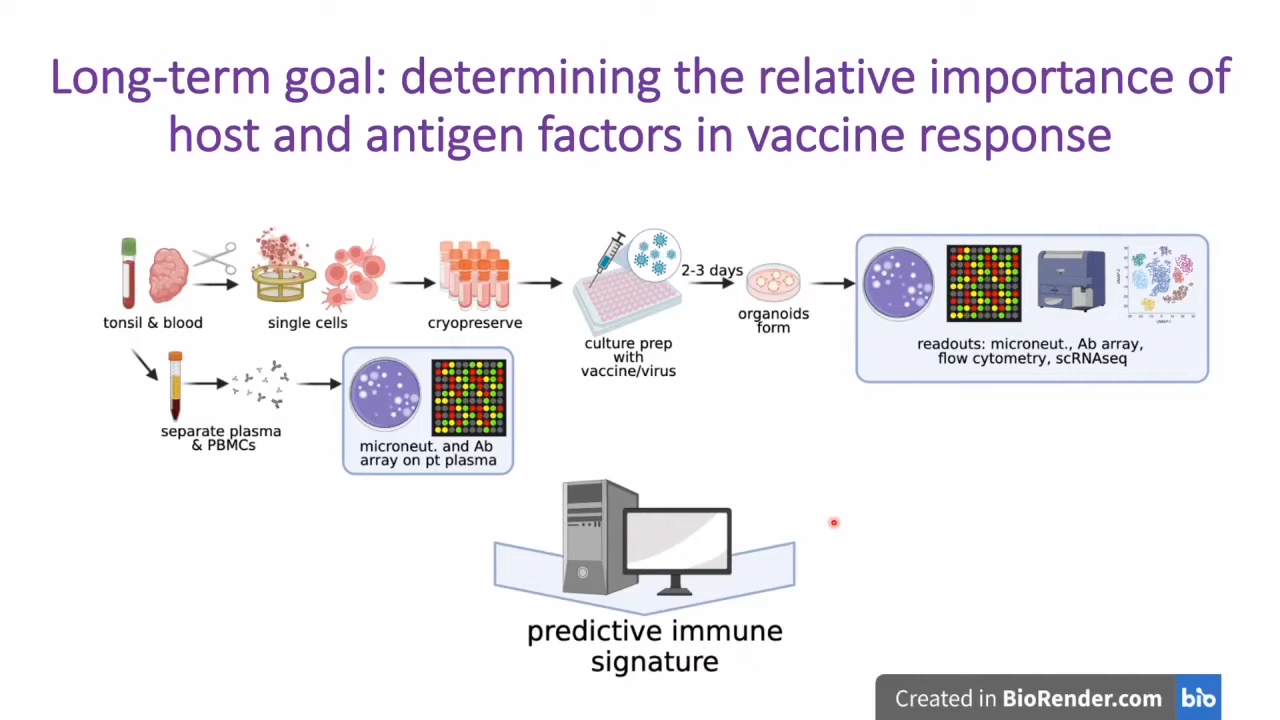 Long-term goal: determining the relative importance of
host and antigen factors in vaccine response
tonsil & blood
single cells
cryopreserve
culture prep
with
vaccine/virus
2-3 days
organoids
form
readouts: microneut., Ab array,
flow cytometry, scRNAseq
separate plasma
& PBMCs
microneut. and Ab
array on pt plasma
predictive immune
signature
Created in BioRender.com bio